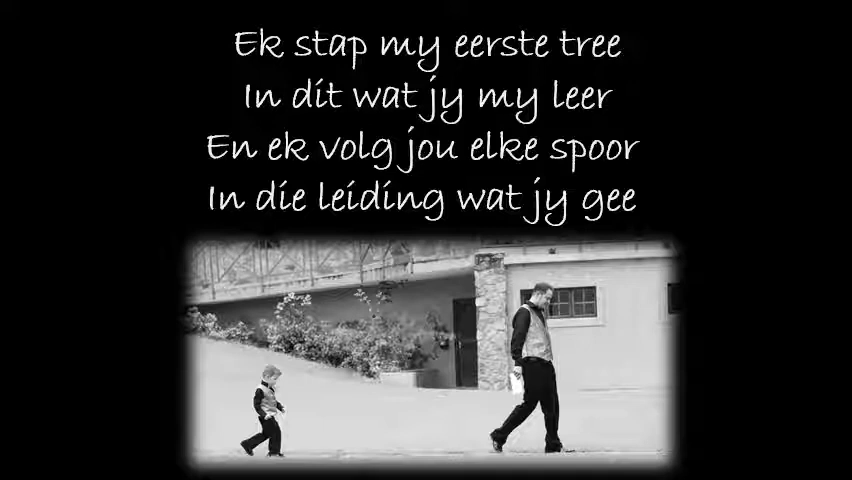 Ek stap my eerste tree
In dit wat jy my leer
En ek volg jou elke spoor
In die leiding wat jy gee